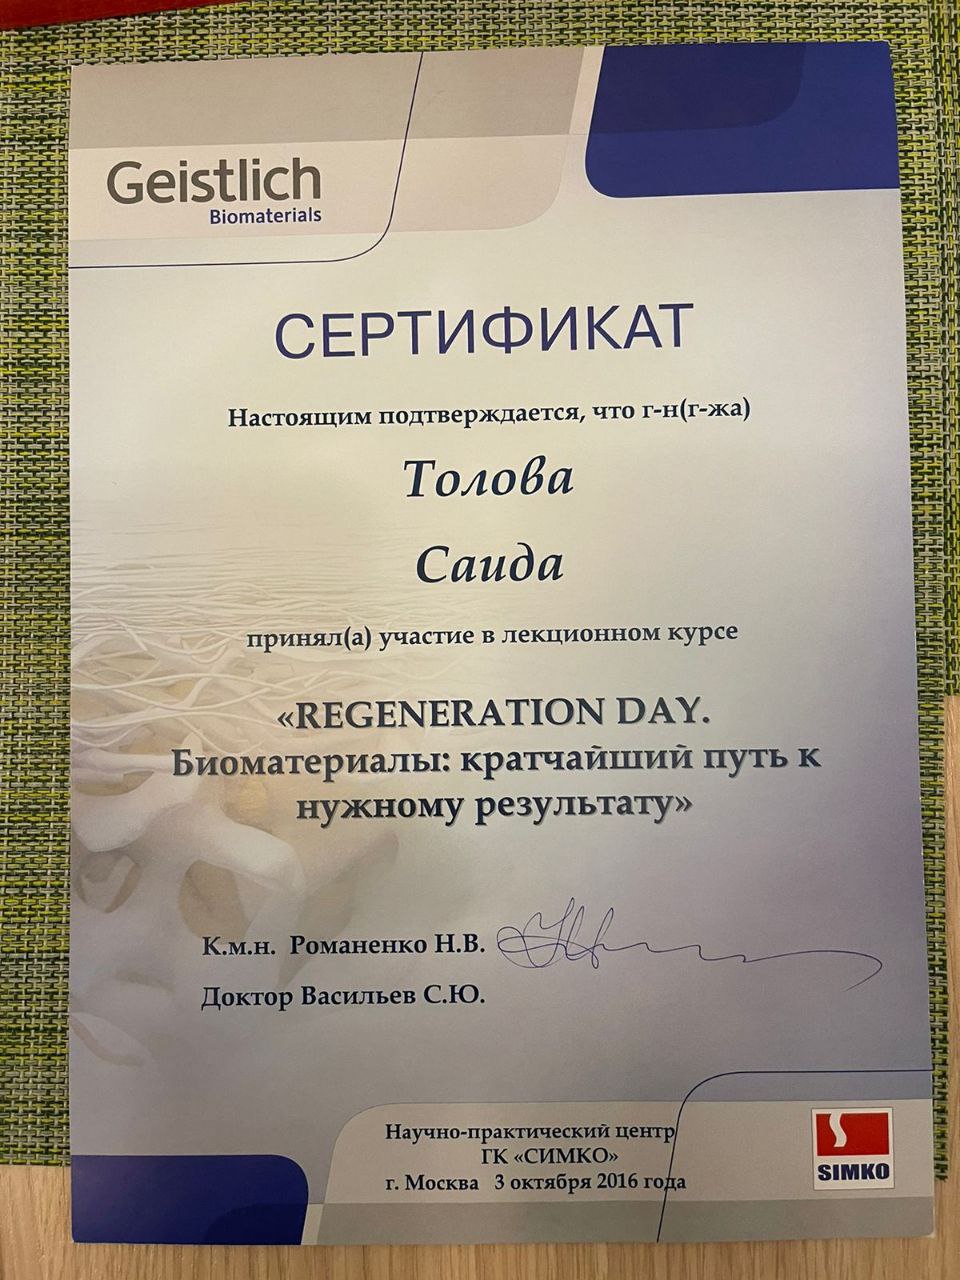 Geistlich
Biomaterials
СЕРТИФИКАТ
Настоящим подтверждается, что г-н(г-жа)
Толова
Саида
принял(а) участие в лекционном курсе
«REGENERATION DAY.
Биоматериалы: кратчайший путь к
нужному результату»
К.м.н. Романенко Н.В.
Доктор Васильев С.Ю.
Научно-практический центр
ГК «СИМКО»
г. Москва 3 октября 2016 года
SIMKO